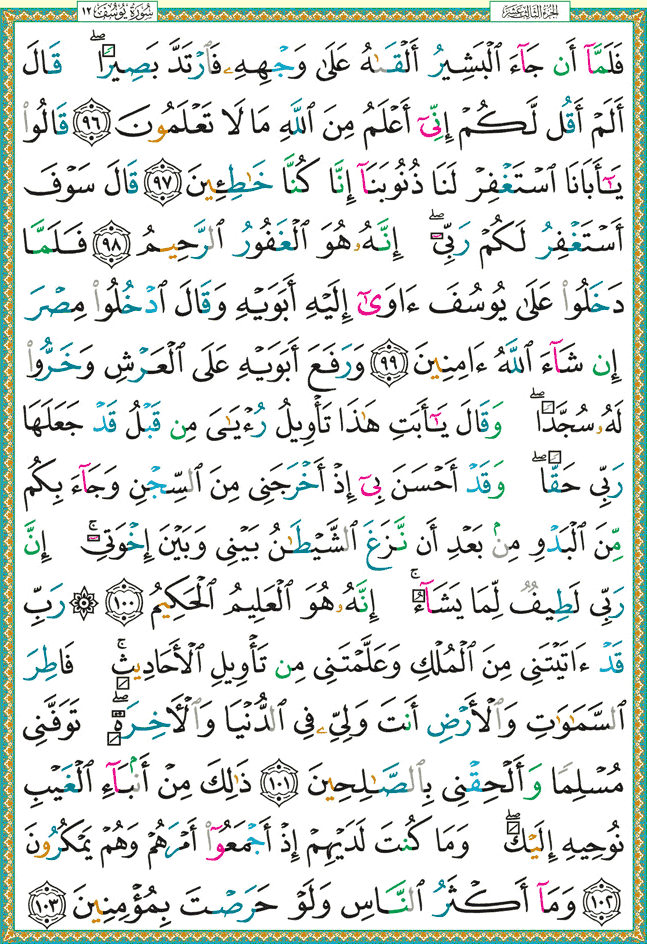 الجزء الثالث عشر
سُورَةُ يُوسُفَ ١٢
فَلَمَّآ أَن جَآءَ ٱلْبَشِيرُ أَلْقَىٰهُ عَلَىٰ وَجْهِهِۦ فَٱرْتَدَّ بَصِيرًاۖ قَالَ
أَلَمْ أَقُل لَّكُمْ إِنِّىٓ أَعْلَمُ مِنَ ٱللَّهِ مَا لَا تَعْلَمُونَ ٩٦ قَالُوا۟
يَـٰٓأَبَانَا ٱسْتَغْفِرْ لَنَا ذُنُوبَنَآ إِنَّا كُنَّا خَـٰطِـِٔينَ ٩٧ قَالَ سَوْفَ
أَسْتَغْفِرُ لَكُمْ رَبِّىٓۖ إِنَّهُۥ هُوَ ٱلْغَفُورُ ٱلرَّحِيمُ ٩٨ فَلَمَّا
دَخَلُوا۟ عَلَىٰ يُوسُفَ ءَاوَىٰٓ إِلَيْهِ أَبَوَيْهِ وَقَالَ ٱدْخُلُوا۟ مِصْرَ
إِن شَآءَ ٱللَّهُ ءَامِنِينَ ٩٩ وَرَفَعَ أَبَوَيْهِ عَلَى ٱلْعَرْشِ وَخَرُّوا۟
لَهُۥ سُجَّدًاۖ وَقَالَ يَـٰٓأَبَتِ هَـٰذَا تَأْوِيلُ رُءْيَـٰىَ مِن قَبْلُ قَدْ جَعَلَهَا
رَبِّى حَقًّاۖ وَقَدْ أَحْسَنَ بِىٓ إِذْ أَخْرَجَنِى مِنَ ٱلسِّجْنِ وَجَآءَ بِكُم
مِّنَ ٱلْبَدْوِ مِنۢ بَعْدِ أَن نَّزَغَ ٱلشَّيْطَـٰنُ بَيْنِى وَبَيْنَ إِخْوَتِىٓۚ إِنَّ
رَبِّى لَطِيفٌ لِّمَا يَشَآءُۚ إِنَّهُۥ هُوَ ٱلْعَلِيمُ ٱلْحَكِيمُ ١٠٠ ۞ رَبِّ
قَدْ ءَاتَيْتَنِى مِنَ ٱلْمُلْكِ وَعَلَّمْتَنِى مِن تَأْوِيلِ ٱلْأَحَادِيثِۚ فَاطِرَ
ٱلسَّمَـٰوَٰتِ وَٱلْأَرْضِ أَنتَ وَلِىِّۦ فِى ٱلدُّنْيَا وَٱلْـَٔاخِرَةِۖ تَوَفَّنِى
مُسْلِمًا وَأَلْحِقْنِى بِٱلصَّـٰلِحِينَ ١٠١ ذَٰلِكَ مِنْ أَنۢبَآءِ ٱلْغَيْبِ
نُوحِيهِ إِلَيْكَۖ وَمَا كُنتَ لَدَيْهِمْ إِذْ أَجْمَعُوٓا۟ أَمْرَهُمْ وَهُمْ يَمْكُرُونَ
١٠٢ وَمَآ أَكْثَرُ ٱلنَّاسِ وَلَوْ حَرَصْتَ بِمُؤْمِنِينَ ١٠٣